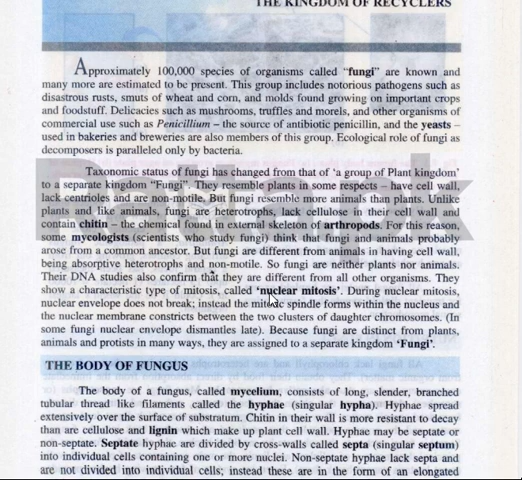 THE KINGDOM OF RECYCLERS
Approximately 100,000 species of organisms called "fungi" are known and
many more are estimated to be present. This group includes notorious pathogens such as
disastrous rusts, smuts of wheat and corn, and molds found growing on important crops
and foodstuff. Delicacies such as mushrooms, truffles and morels, and other organisms of
commercial use such as Penicillium – the source of antibiotic penicillin, and the yeasts –
used in bakeries and breweries are also members of this group. Ecological role of fungi as
decomposers is paralleled only by bacteria.
Taxonomic status of fungi has changed from that of 'a group of Plant kingdom'
to a separate kingdom "Fungi". They resemble plants in some respects – have cell wall,
lack centrioles and are non-motile. But fungi resemble more animals than plants. Unlike
plants and like animals, fungi are heterotrophs, lack cellulose in their cell wall and
contain chitin – the chemical found in external skeleton of arthropods. For this reason,
some mycologists (scientists who study fungi) think that fungi and animals probably
arose from a common ancestor. But fungi are different from animals in having cell wall,
being absorptive heterotrophs and non-motile. So fungi are neither plants nor animals.
Their DNA studies also confirm that they are different from all other organisms. They
show a characteristic type of mitosis, called 'nuclear mitosis'. During nuclear mitosis,
nuclear envelope does not break; instead the mitotic spindle forms within the nucleus and
the nuclear membrane constricts between the two clusters of daughter chromosomes. (In
some fungi nuclear envelope dismantles late). Because fungi are distinct from plants,
animals and protists in many ways, they are assigned to a separate kingdom 'Fungi'.
THE BODY OF FUNGUS
The body of a fungus, called mycelium, consists of long, slender, branched
tubular thread like filaments called the hyphae (singular hypha). Hyphae spread
extensively over the surface of substratum. Chitin in their wall is more resistant to decay
than are cellulose and lignin which make up plant cell wall. Hyphae may be septate or
non-septate. Septate hyphae are divided by cross-walls called septa (singular septum)
into individual cells containing one or more nuclei. Non-septate hyphae lack septa and
are not divided into individual cells; instead these are in the form of an elongated